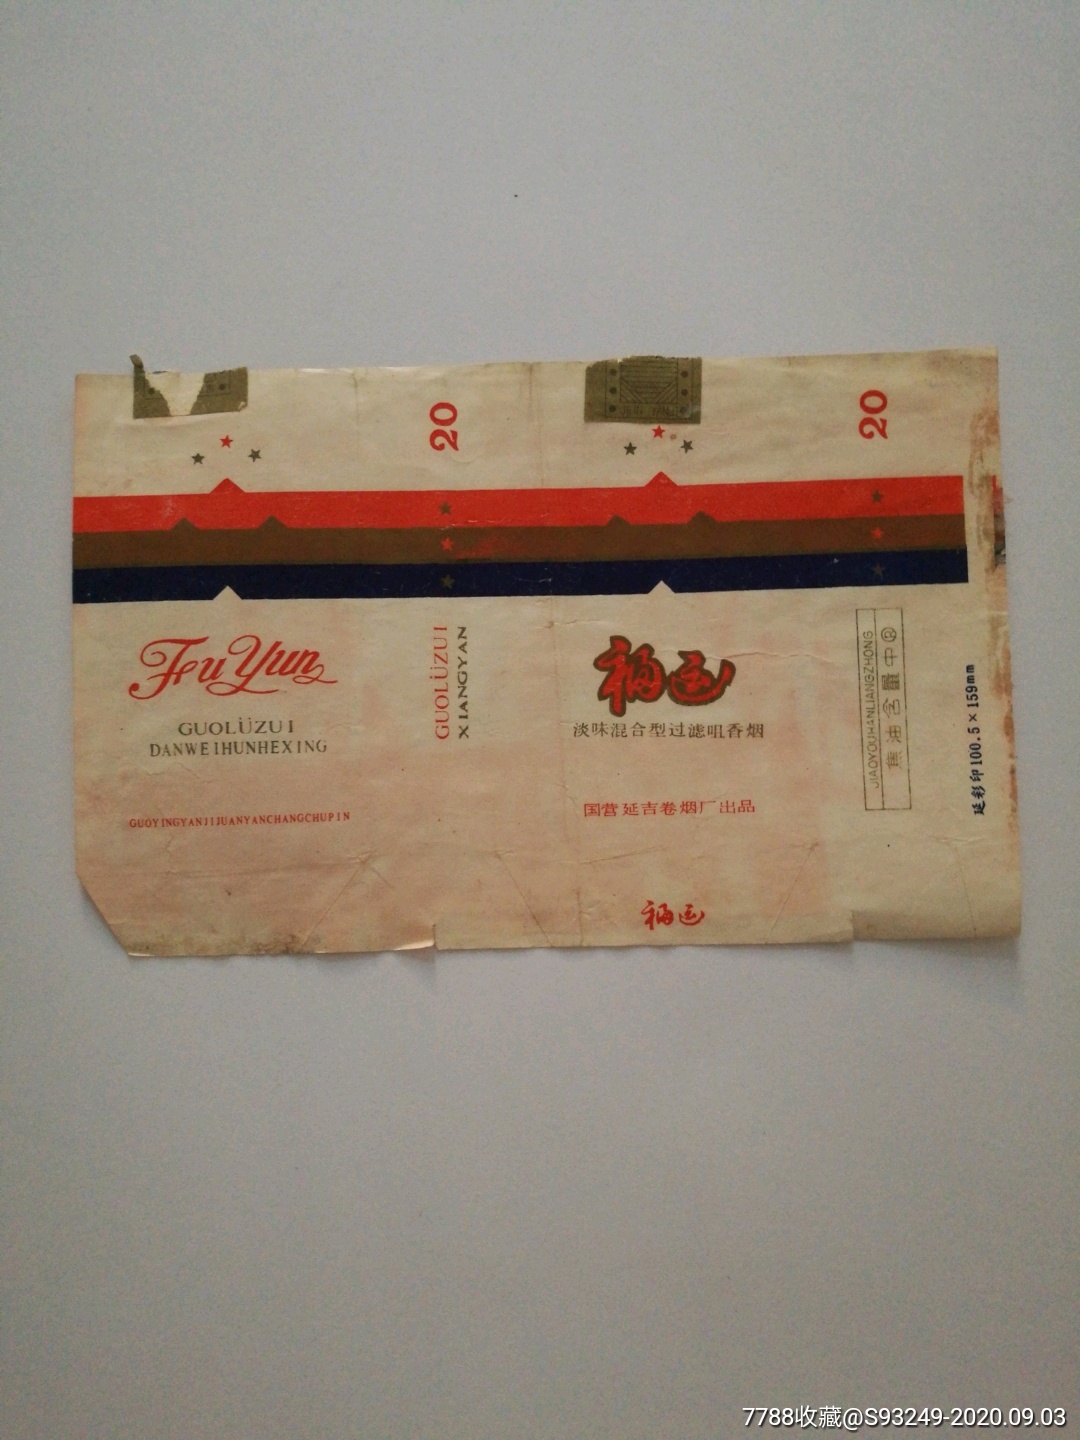 20
20
Fu Yun
GUOLÜZUI
DANWEIHUNHEXING
GUOYINGYANJIJUANYANCHANGCHUPIN
GUOLÜZUI
XIANGYAN
福运
淡味混合型过滤咀香烟
国营延吉卷烟厂出品
福运
JIAOYOUHANLIANGZHONG
焦油含量中
延彩印100.5×159mm
7788收藏@S93249-2020.09.03